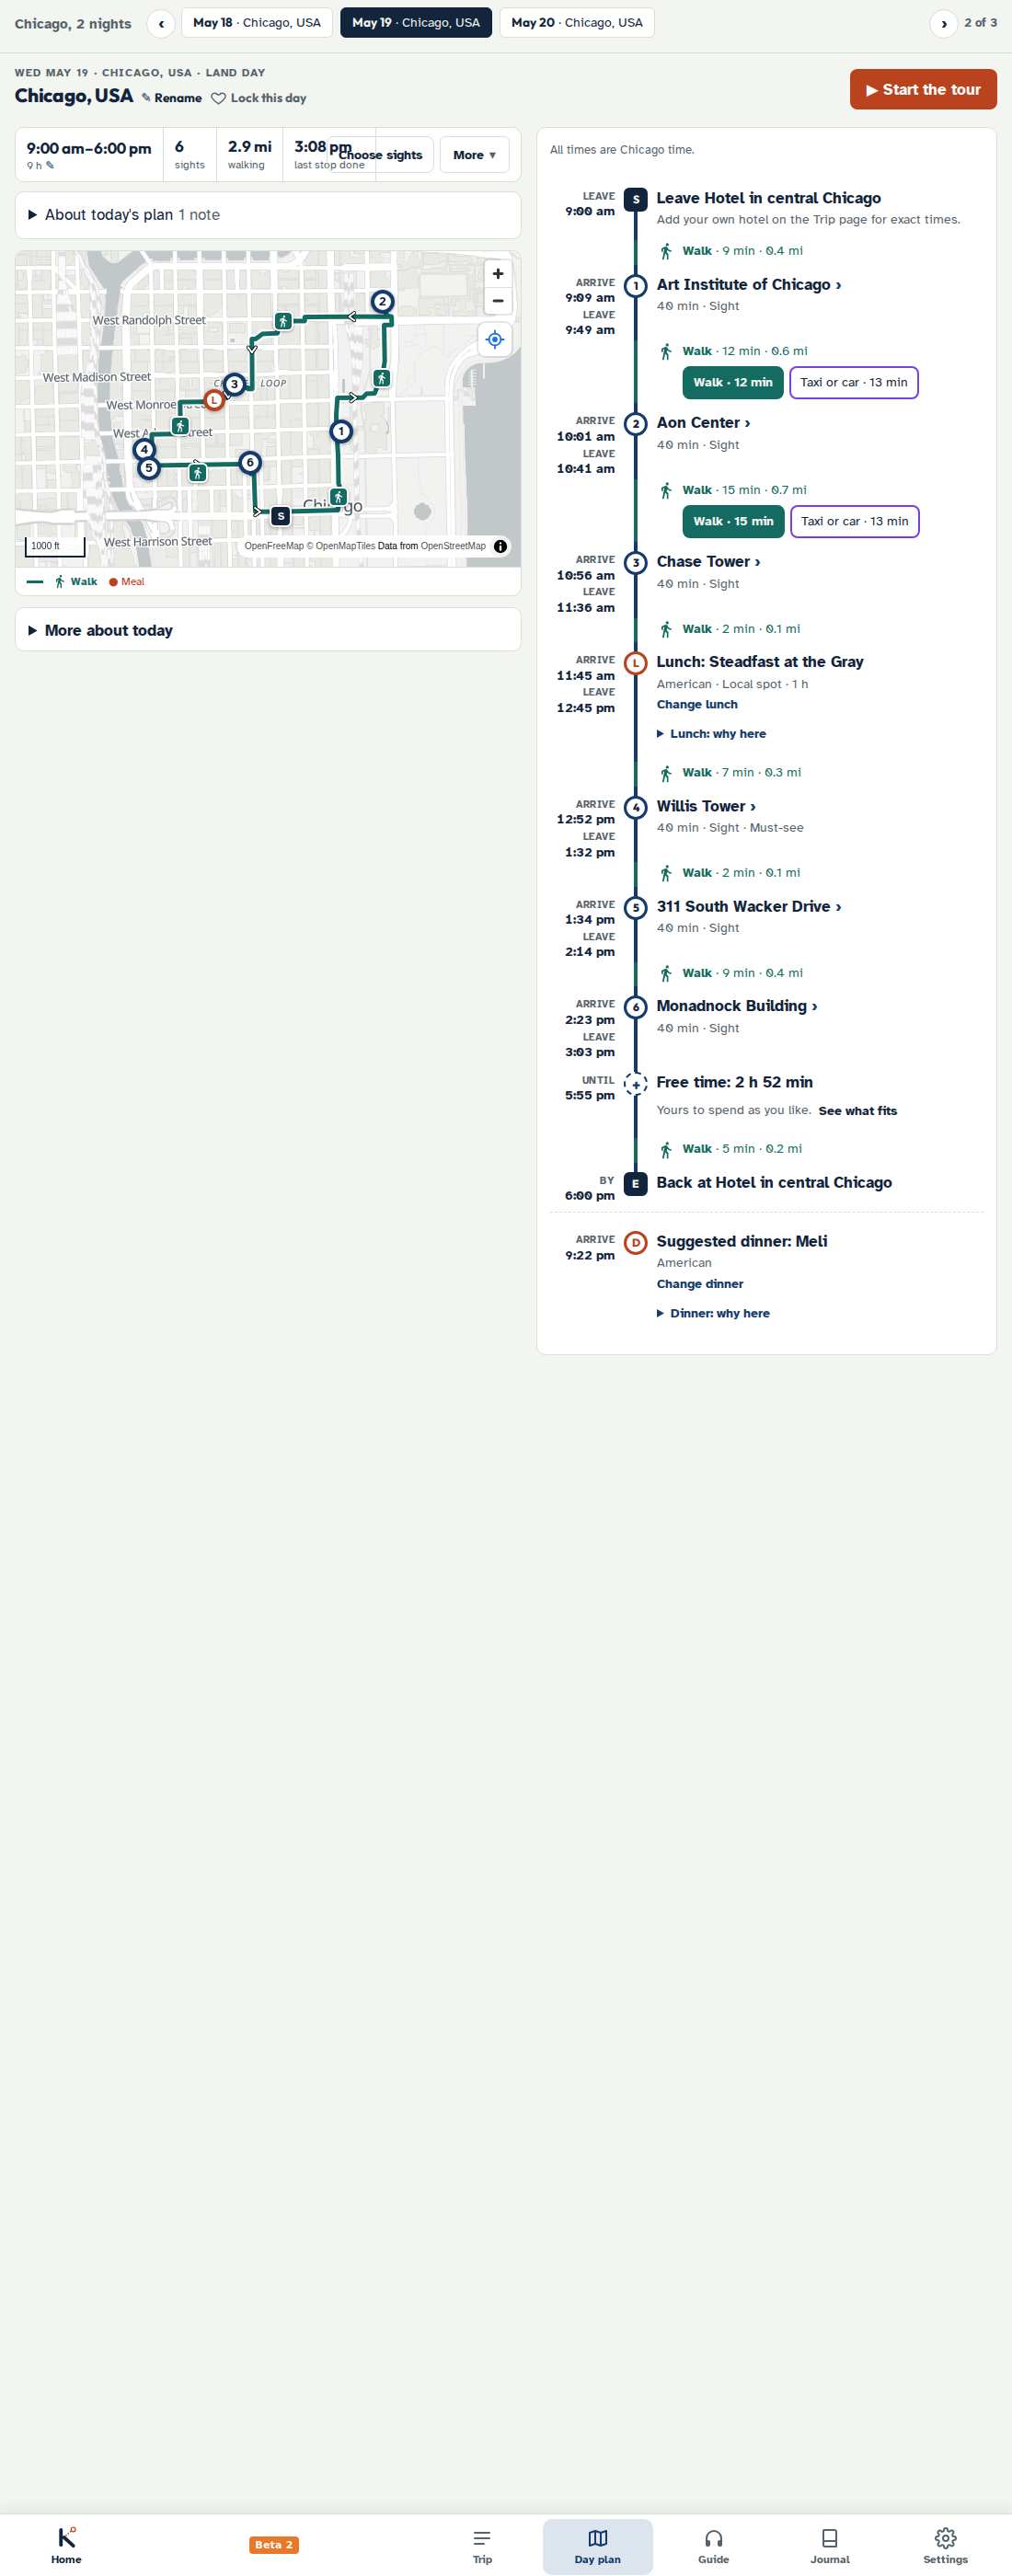 Chicago, 2 nights
‹
May 18 · Chicago, USA
May 19 · Chicago, USA
May 20 · Chicago, USA
›
2 of 3
WED MAY 19 · CHICAGO, USA · LAND DAY
Chicago, USA ✎ Rename Lock this day
▶ Start the tour
9:00 am–6:00 pm
9 h ✎
6
sights
2.9 mi
walking
3:08 pm
last stop done
Choose sights
More ▾
▶ About today's plan 1 note
West Randolph Street
West Madison Street
LOOP
West Monroe
Chi go
West Harrison Street
1
2
3
L
4
5
6
S
+
−
1000 ft
OpenFreeMap © OpenMapTiles Data from OpenStreetMap
Walk
Meal
▶ More about today
All times are Chicago time.
LEAVE
9:00 am
S
Leave Hotel in central Chicago
Add your own hotel on the Trip page for exact times.
Walk · 9 min · 0.4 mi
ARRIVE
9:09 am
LEAVE
9:49 am
1
Art Institute of Chicago ›
40 min · Sight
Walk · 12 min · 0.6 mi
Walk · 12 min
Taxi or car · 13 min
ARRIVE
10:01 am
LEAVE
10:41 am
2
Aon Center ›
40 min · Sight
Walk · 15 min · 0.7 mi
Walk · 15 min
Taxi or car · 13 min
ARRIVE
10:56 am
LEAVE
11:36 am
3
Chase Tower ›
40 min · Sight
Walk · 2 min · 0.1 mi
ARRIVE
11:45 am
LEAVE
12:45 pm
L
Lunch: Steadfast at the Gray
American · Local spot · 1 h
Change lunch
▶ Lunch: why here
Walk · 7 min · 0.3 mi
ARRIVE
12:52 pm
LEAVE
1:32 pm
4
Willis Tower ›
40 min · Sight · Must-see
Walk · 2 min · 0.1 mi
ARRIVE
1:34 pm
LEAVE
2:14 pm
5
311 South Wacker Drive ›
40 min · Sight
Walk · 9 min · 0.4 mi
ARRIVE
2:23 pm
LEAVE
3:03 pm
6
Monadnock Building ›
40 min · Sight
UNTIL
5:55 pm
+
Free time: 2 h 52 min
Yours to spend as you like. See what fits
Walk · 5 min · 0.2 mi
BY
6:00 pm
E
Back at Hotel in central Chicago
ARRIVE
9:22 pm
D
Suggested dinner: Meli
American
Change dinner
▶ Dinner: why here
Home
Beta 2
Trip
Day plan
Guide
Journal
Settings